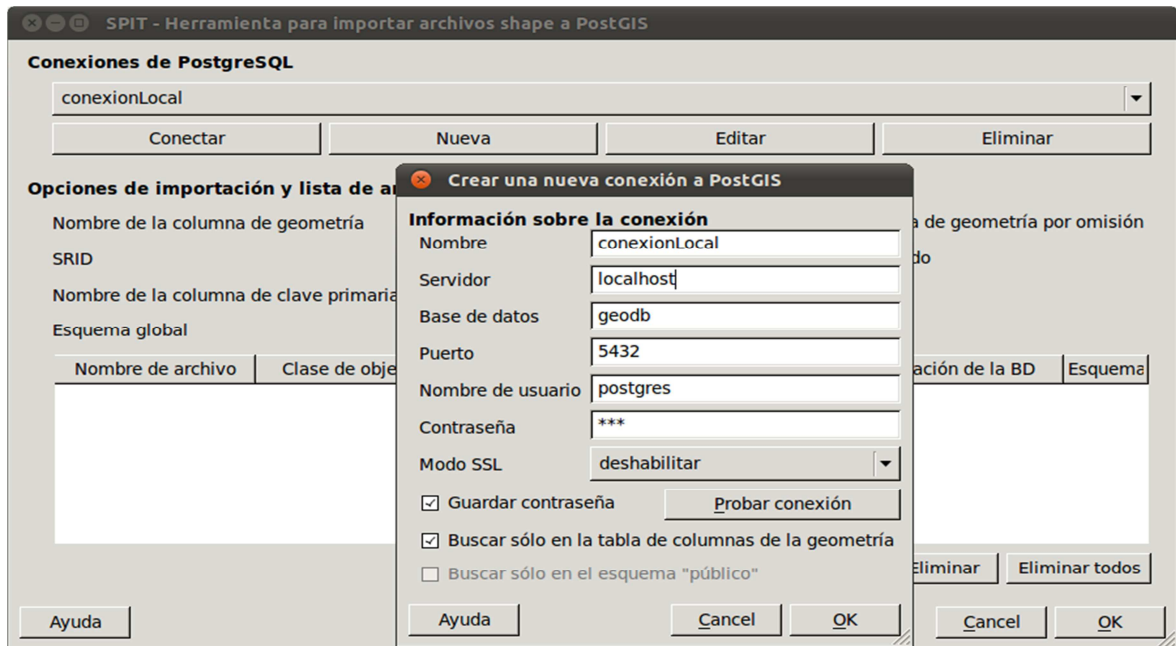 SPIT - Herramienta para importar archivos shape a PostGIS
Conexiones de PostgreSQL
conexionLocal
Conectar Nueva Editar Eliminar
Opciones de importación y lista de
Nombre de la columna de geometría
SRID
Nombre de la columna de clave primaria
Esquema global
de geometría por omisión
Nombre de archivo Clase de obje
de la BD Esquema
Eliminar todos
Ayuda
Cancel OK
Crear una nueva conexión a PostGIS
Información sobre la conexión
Nombre conexionLocal
Servidor localhost
Base de datos geodb
Puerto 5432
Nombre de usuario postgres
Contraseña ***
Modo SSL deshabilitar
Guardar contraseña Probar conexión
Buscar sólo en la tabla de columnas de la geometría
Buscar sólo en el esquema "público"
Ayuda Cancel OK